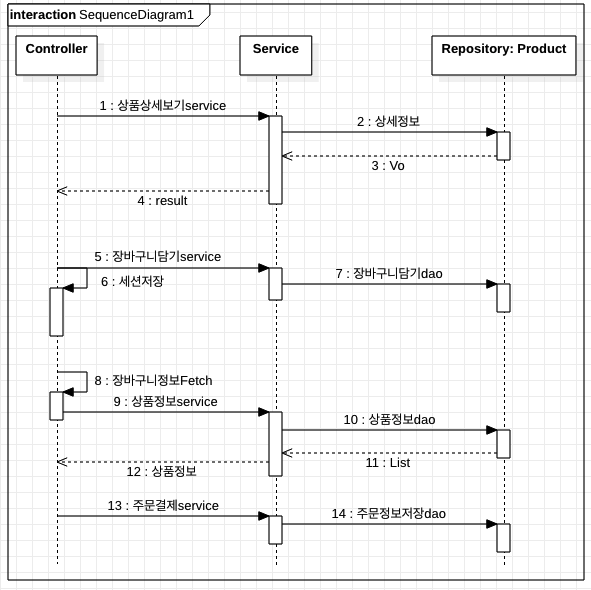 interaction SequenceDiagram1
Controller
Service
Repository: Product
1 : 상품상세보기service
2 : 상세정보
3 : Vo
4 : result
5 : 장바구니담기service
6 : 세션저장
7 : 장바구니담기dao
8 : 장바구니정보Fetch
9 : 상품정보service
10 : 상품정보dao
11 : List
12 : 상품정보
13 : 주문결제service
14 : 주문정보저장dao